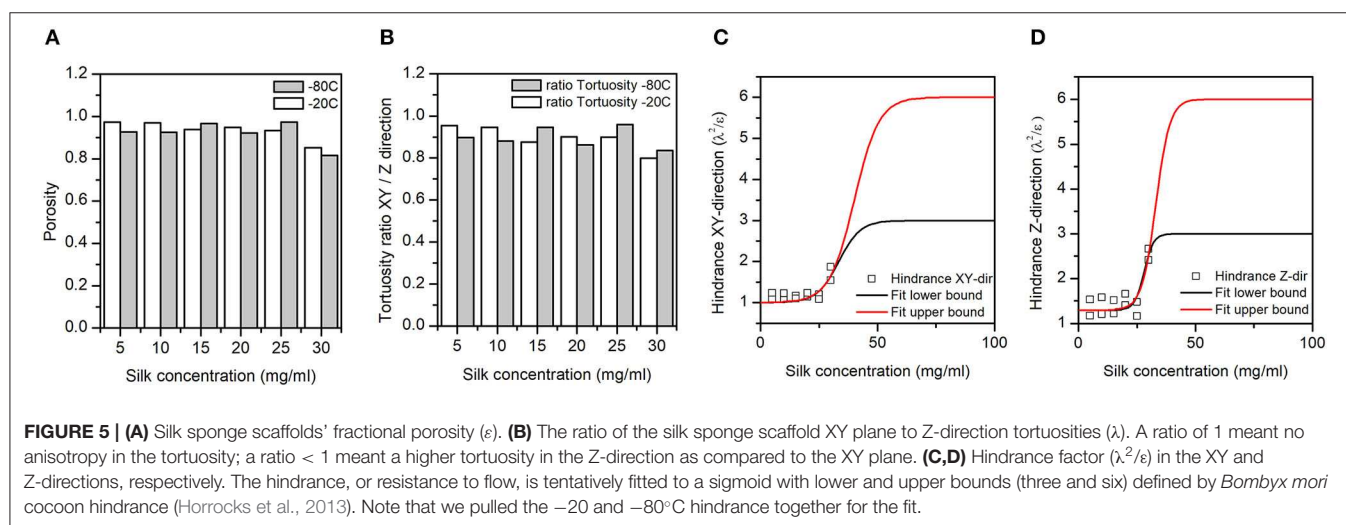 A
B
C
D
1.2
1.0
0.8
0.6
0.4
0.2
0.0
Porosity
-80C
-20C
5 10 15 20 25 30
Silk concentration (mg/ml)
1.2
1.0
0.8
0.6
0.4
0.2
0.0
Tortuosity ratio XY / Z direction
ratio Tortuosity -80C
ratio Tortuosity -20C
5 10 15 20 25 30
Silk concentration (mg/ml)
6
5
4
3
2
1
Hindrance XY-direction (λ²/ε)
Hindrance XY-dir
Fit lower bound
Fit upper bound
0 50 100
Silk concentration (mg/ml)
6
5
4
3
2
1
Hindrance Z-direction (λ²/ε)
Hindrance Z-dir
Fit lower bound
Fit upper bound
0 50 100
Silk concentration (mg/ml)
FIGURE 5 | (A) Silk sponge scaffolds' fractional porosity (ε). (B) The ratio of the silk sponge scaffold XY plane to Z-direction tortuosities (λ). A ratio of 1 meant no
anisotropy in the tortuosity; a ratio < 1 meant a higher tortuosity in the Z-direction as compared to the XY plane. (C,D) Hindrance factor (λ²/ε) in the XY and
Z-directions, respectively. The hindrance, or resistance to flow, is tentatively fitted to a sigmoid with lower and upper bounds (three and six) defined by Bombyx mori
cocoon hindrance (Horrocks et al., 2013). Note that we pulled the −20 and −80°C hindrance together for the fit.